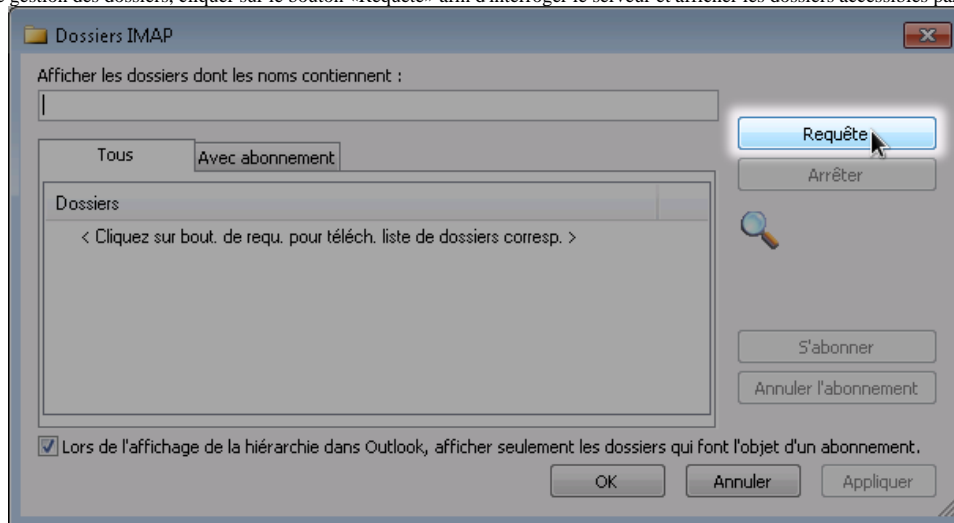 gestion des dossiers, cliquer sur le bouton «Requête» afin d'interroger le serveur et afficher les dossiers accessibles par
Dossiers IMAP
Afficher les dossiers dont les noms contiennent :
Requête
Tous
Avec abonnement
Arrêter
Dossiers
< Cliquez sur bout. de requ. pour téléch. liste de dossiers corresp. >
S'abonner
Annuler l'abonnement
Lors de l'affichage de la hiérarchie dans Outlook, afficher seulement les dossiers qui font l'objet d'un abonnement.
OK
Annuler
Appliquer